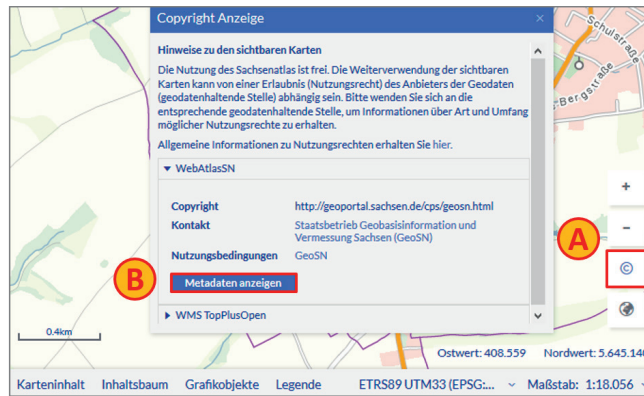 Copyright Anzeige
×
Hinweise zu den sichtbaren Karten
Die Nutzung des Sachsenatlas ist frei. Die Weiterverwendung der sichtbaren
Karten kann von einer Erlaubnis (Nutzungsrecht) des Anbieters der Geodaten
(geodatenhaltende Stelle) abhängig sein. Bitte wenden Sie sich an die
entsprechende geodatenhaltende Stelle, um Informationen über Art und Umfang
möglicher Nutzungsrechte zu erhalten.
Allgemeine Informationen zu Nutzungsrechten erhalten Sie hier.
WebAtlasSN
Copyright http://geoportal.sachsen.de/cps/geosn.html
Kontakt Staatsbetrieb Geobasisinformation und
Vermessung Sachsen (GeoSN)
Nutzungsbedingungen GeoSN
B Metadaten anzeigen
WMS TopPlusOpen
Schulstraße
-Bergstraße
+
-
A
©
0.4km
Ostwert: 408.559 Nordwert: 5.645.140
Karteninhalt Inhaltsbaum Grafikobjekte Legende ETRS89 UTM33 (EPSG:... Maßstab: 1:18.056